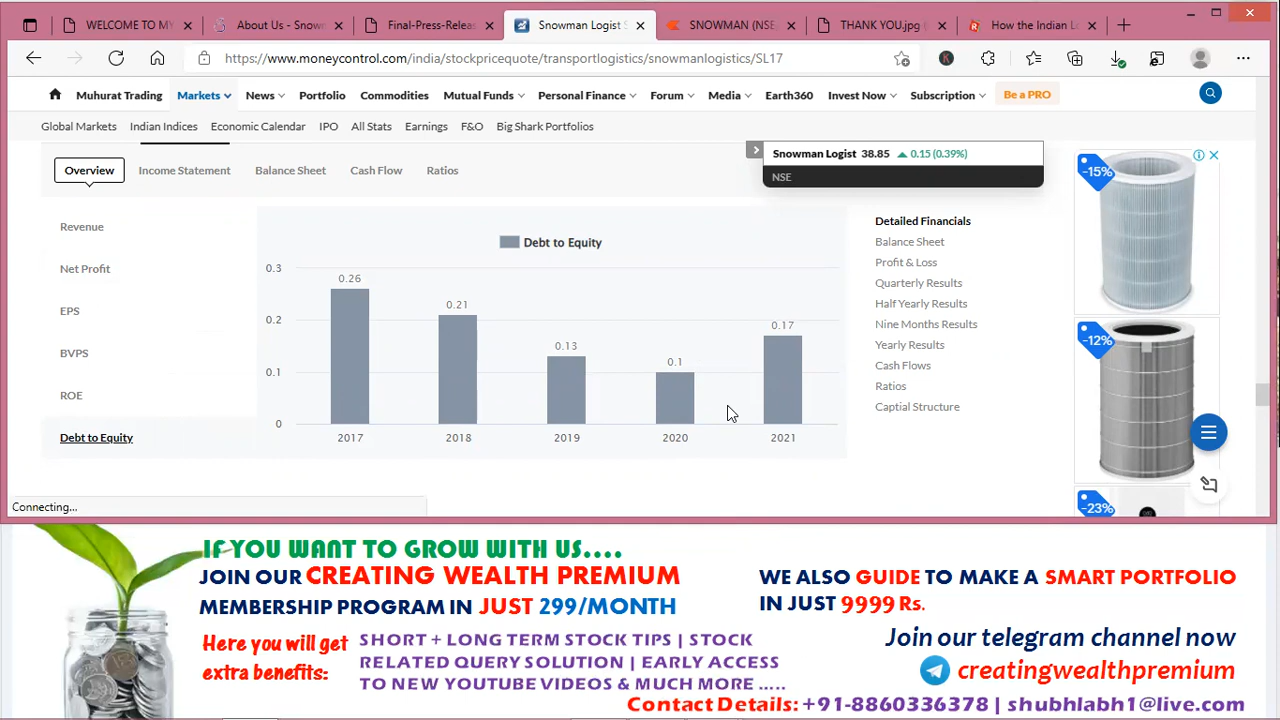 WELCOME TO MY
About Us - Snown
Final-Press-Releas
Snowman Logist S
SNOWMAN (NSE
THANK YOU.jpg (
How the Indian Lo
https://www.moneycontrol.com/india/stockpricequote/transportlogistics/snowmanlogistics/SL17
Muhurat Trading
Markets
News
Portfolio
Commodities
Mutual Funds
Personal Finance
Forum
Media
Earth360
Invest Now
Subscription
Be a PRO
Global Markets
Indian Indices
Economic Calendar
IPO
All Stats
Earnings
F&O
Big Shark Portfolios
Snowman Logist 38.85 ▲ 0.15 (0.39%)
NSE
Overview
Income Statement
Balance Sheet
Cash Flow
Ratios
Revenue
Net Profit
EPS
BVPS
ROE
Debt to Equity
Debt to Equity
0.3
0.2
0.1
0
0.26
0.21
0.13
0.1
0.17
2017
2018
2019
2020
2021
Detailed Financials
Balance Sheet
Profit & Loss
Quarterly Results
Half Yearly Results
Nine Months Results
Yearly Results
Cash Flows
Ratios
Captial Structure
-15%
-12%
-23%
Connecting...
IF YOU WANT TO GROW WITH US....
JOIN OUR CREATING WEALTH PREMIUM
MEMBERSHIP PROGRAM IN JUST 299/MONTH
Here you will get
extra benefits:
SHORT + LONG TERM STOCK TIPS | STOCK
RELATED QUERY SOLUTION | EARLY ACCESS
TO NEW YOUTUBE VIDEOS & MUCH MORE .....
WE ALSO GUIDE TO MAKE A SMART PORTFOLIO
IN JUST 9999 Rs.
Join our telegram channel now
creatingwealthpremium
Contact Details: +91-8860336378 | shubhlabh1@live.com